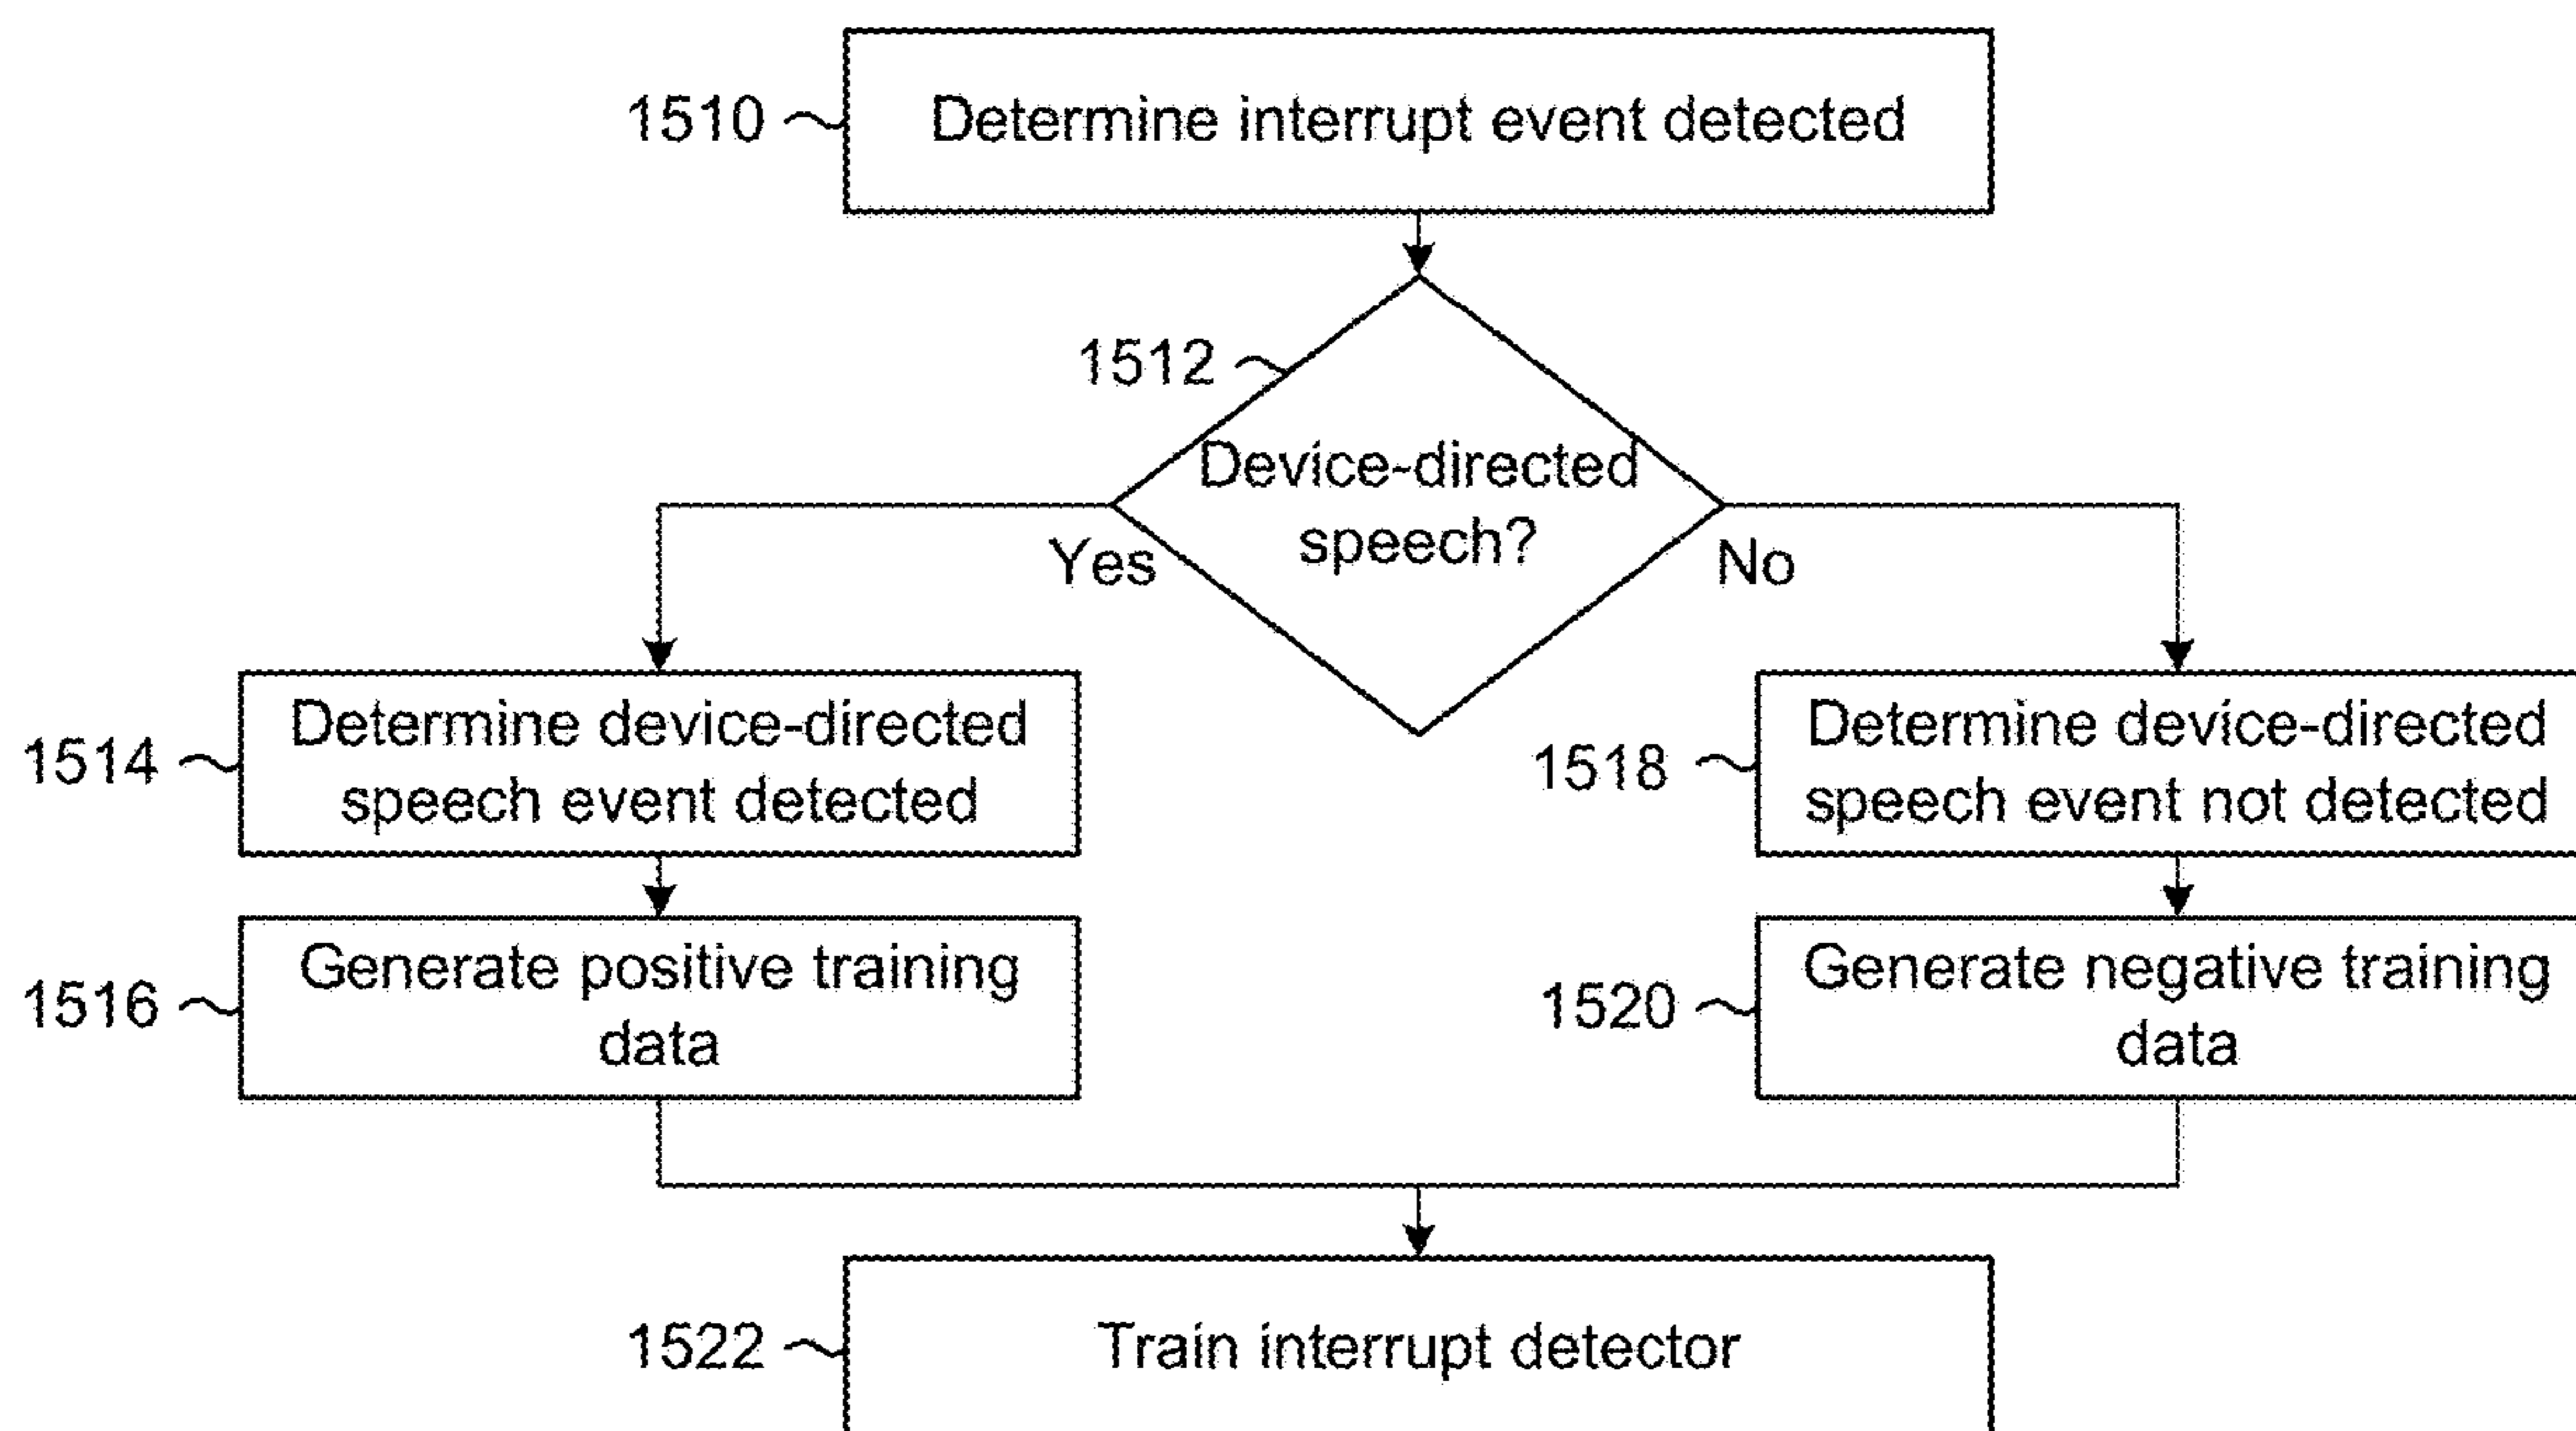 1510
Determine interrupt event detected
1512
Device-directed
speech?
Yes
No
1514
Determine device-directed
speech event detected
1518
Determine device-directed
speech event not detected
1516
Generate positive training
data
1520
Generate negative training
data
1522
Train interrupt detector